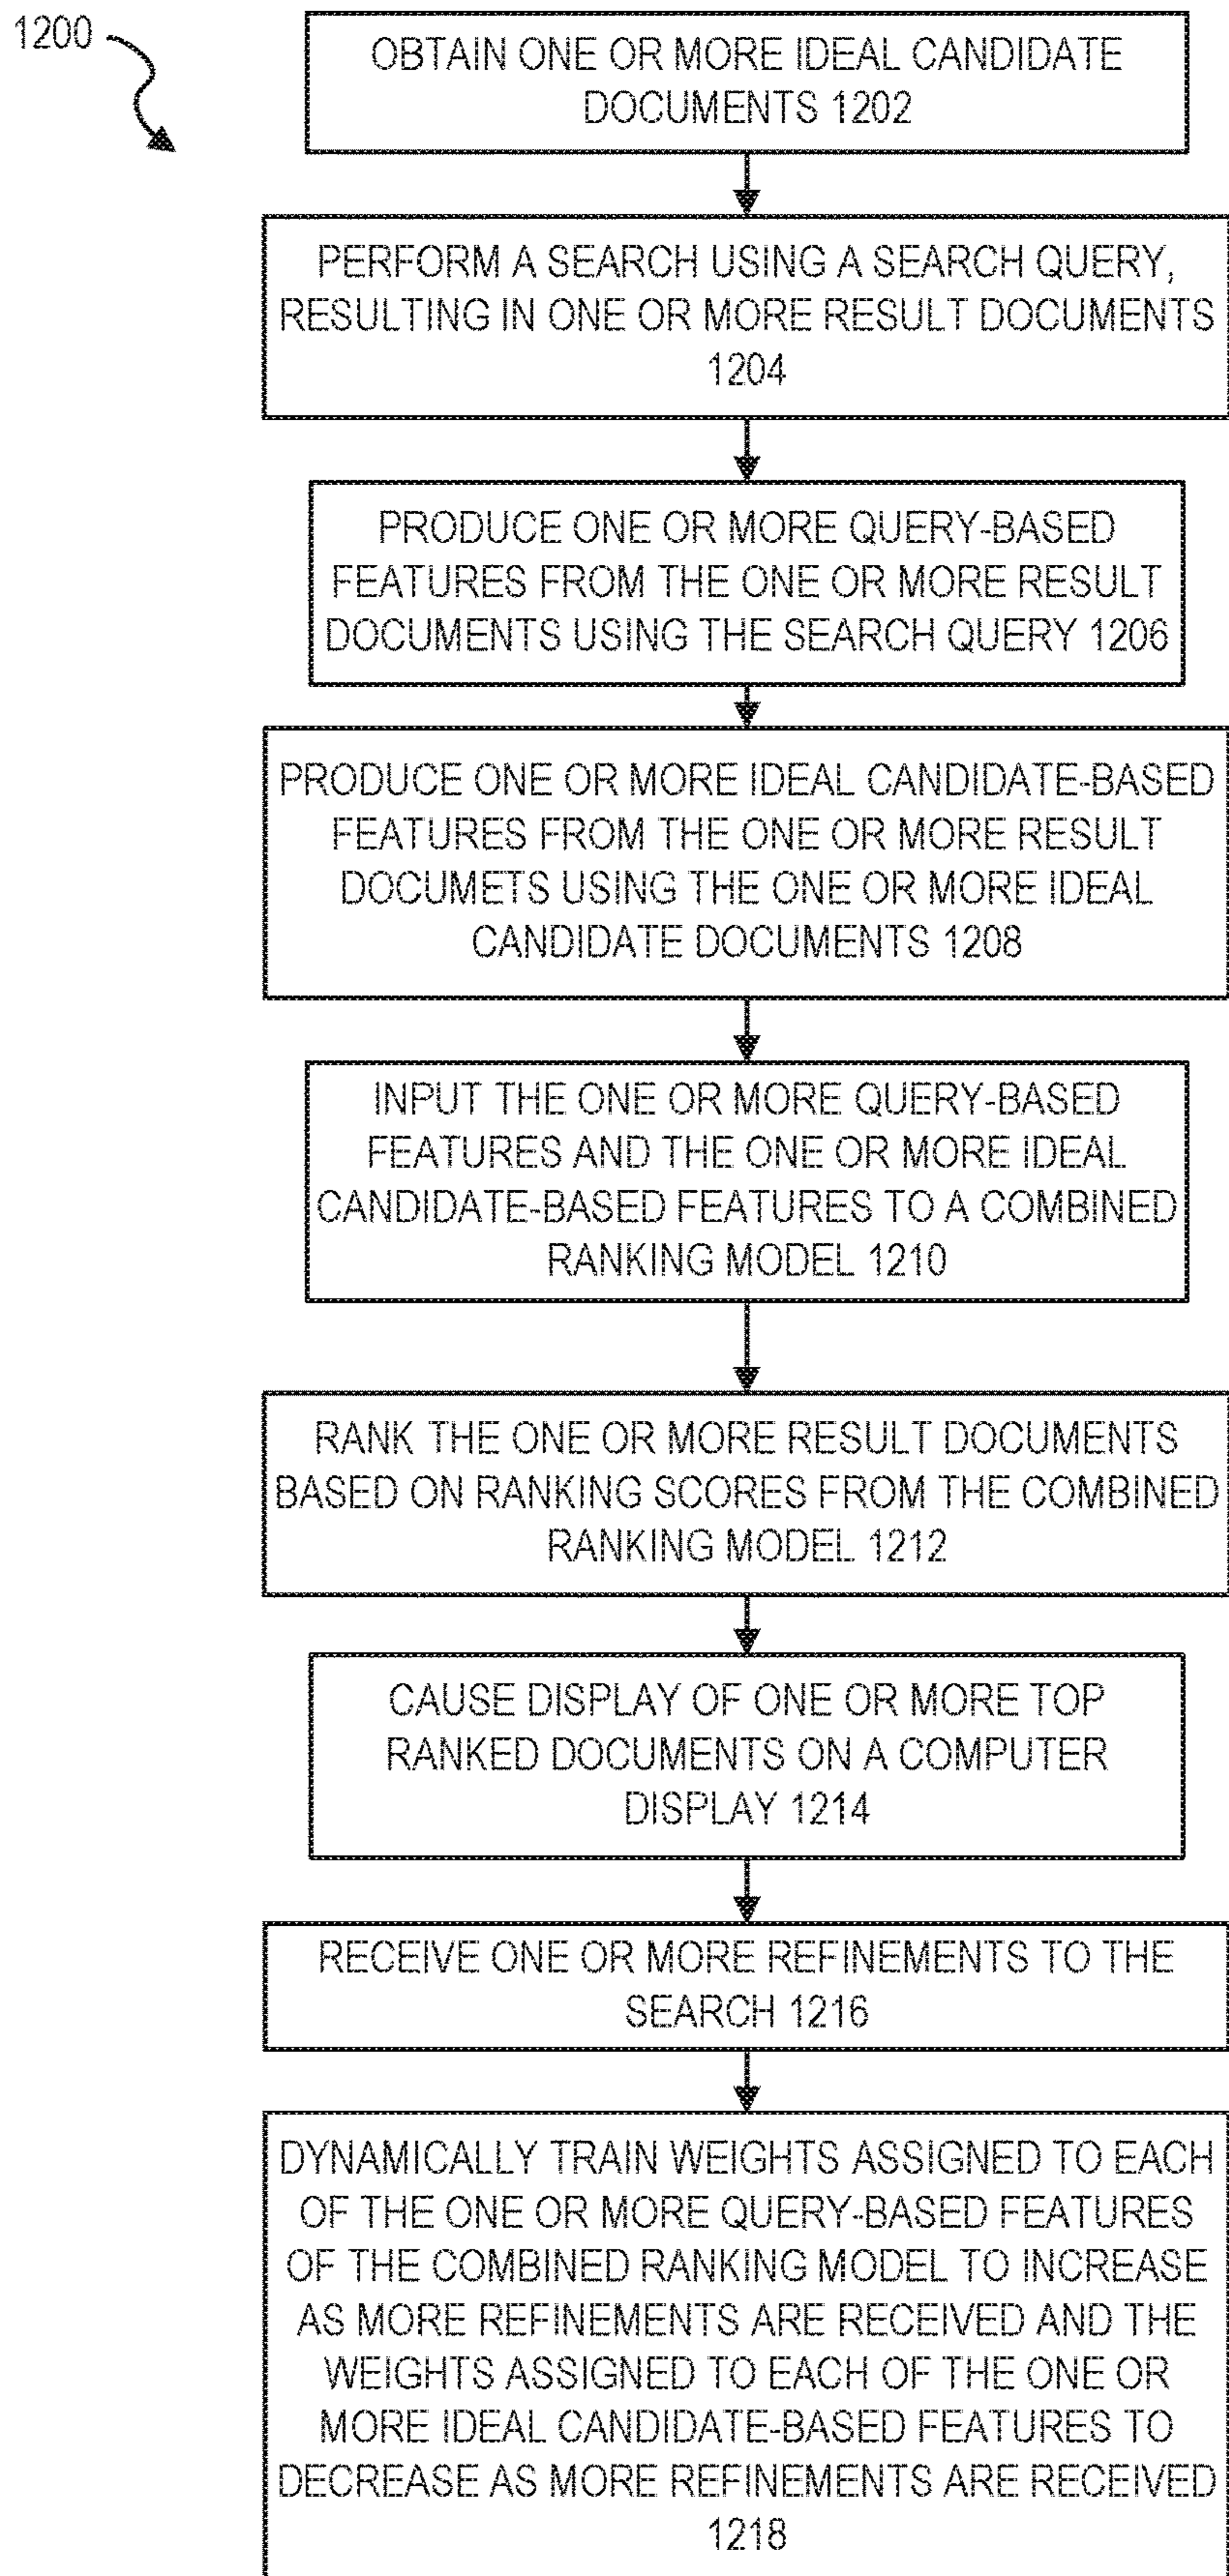 1200
OBTAIN ONE OR MORE IDEAL CANDIDATE
DOCUMENTS 1202
PERFORM A SEARCH USING A SEARCH QUERY,
RESULTING IN ONE OR MORE RESULT DOCUMENTS
1204
PRODUCE ONE OR MORE QUERY-BASED
FEATURES FROM THE ONE OR MORE RESULT
DOCUMENTS USING THE SEARCH QUERY 1206
PRODUCE ONE OR MORE IDEAL CANDIDATE-BASED
FEATURES FROM THE ONE OR MORE RESULT
DOCUMETS USING THE ONE OR MORE IDEAL
CANDIDATE DOCUMENTS 1208
INPUT THE ONE OR MORE QUERY-BASED
FEATURES AND THE ONE OR MORE IDEAL
CANDIDATE-BASED FEATURES TO A COMBINED
RANKING MODEL 1210
RANK THE ONE OR MORE RESULT DOCUMENTS
BASED ON RANKING SCORES FROM THE COMBINED
RANKING MODEL 1212
CAUSE DISPLAY OF ONE OR MORE TOP
RANKED DOCUMENTS ON A COMPUTER
DISPLAY 1214
RECEIVE ONE OR MORE REFINEMENTS TO THE
SEARCH 1216
DYNAMICALLY TRAIN WEIGHTS ASSIGNED TO EACH
OF THE ONE OR MORE QUERY-BASED FEATURES
OF THE COMBINED RANKING MODEL TO INCREASE
AS MORE REFINEMENTS ARE RECEIVED AND THE
WEIGHTS ASSIGNED TO EACH OF THE ONE OR
MORE IDEAL CANDIDATE-BASED FEATURES TO
DECREASE AS MORE REFINEMENTS ARE RECEIVED
1218